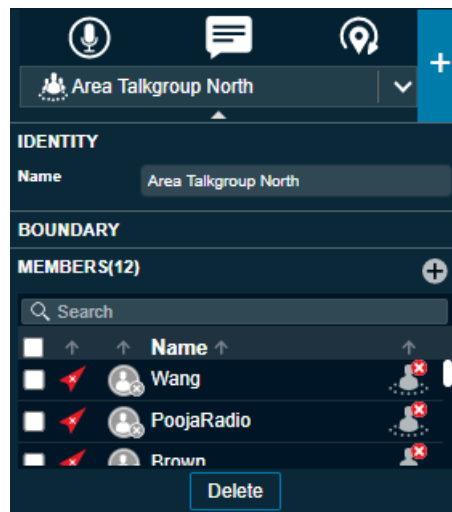 +
Area Talkgroup North
IDENTITY
Name
Area Talkgroup North
BOUNDARY
MEMBERS(12)
Search
Name
Wang
PoojaRadio
Brown
Delete